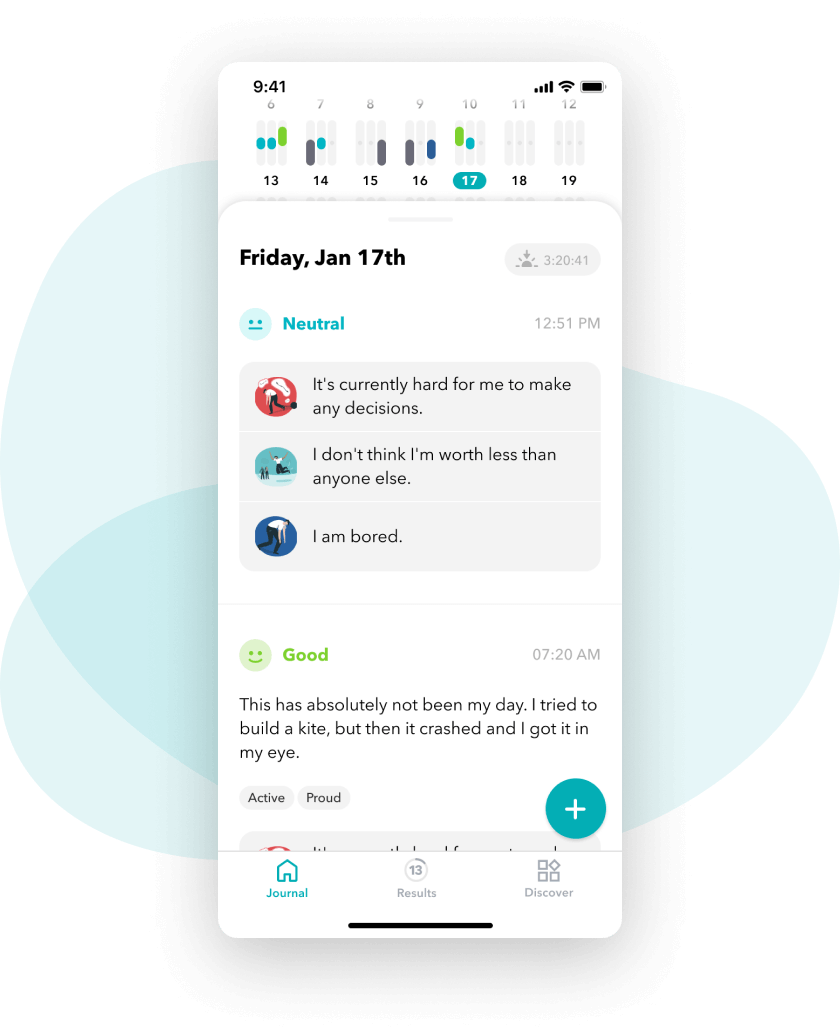 9:41
6 7 8 9 10 11 12
13 14 15 16 17 18 19
Friday, Jan 17th
3:20:41
Neutral
12:51 PM
It's currently hard for me to make
any decisions.
I don't think I'm worth less than
anyone else.
I am bored.
Good
07:20 AM
This has absolutely not been my day. I tried to
build a kite, but then it crashed and I got it in
my eye.
Active Proud
13
Journal Results Discover